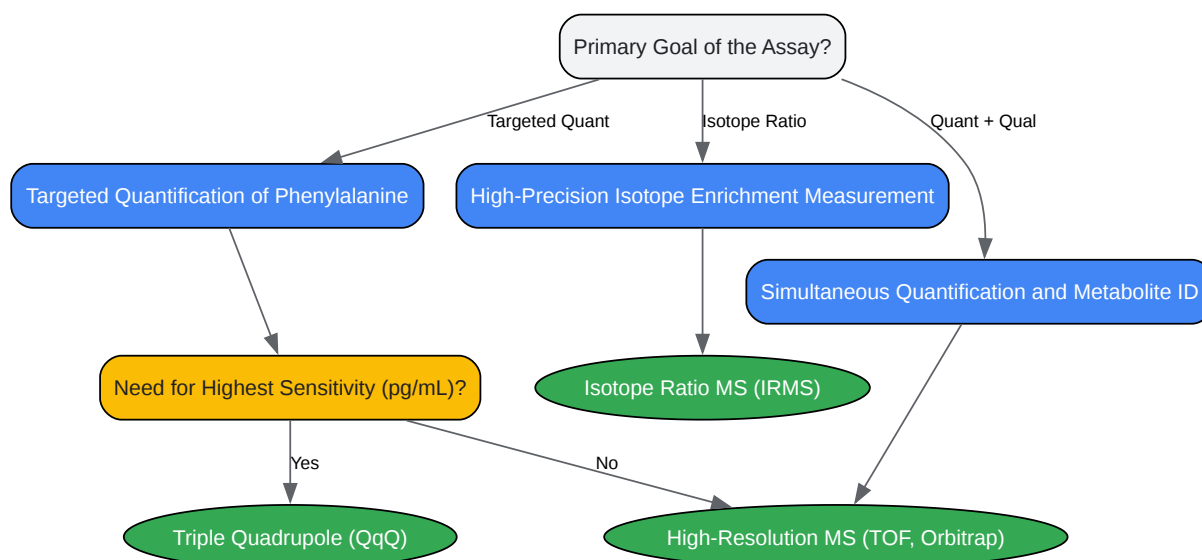 Primary Goal of the Assay?
Targeted Quant
Isotope Ratio
Quant + Qual
Targeted Quantification of Phenylalanine
High-Precision Isotope Enrichment Measurement
Simultaneous Quantification and Metabolite ID
Need for Highest Sensitivity (pg/mL)?
Isotope Ratio MS (IRMS)
Yes
No
Triple Quadrupole (QqQ)
High-Resolution MS (TOF, Orbitrap)